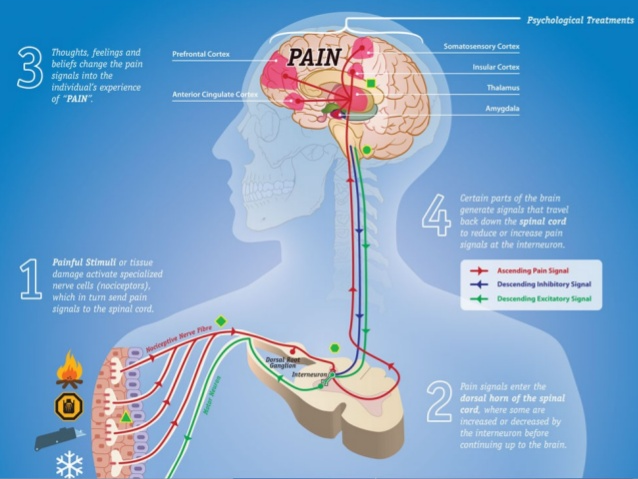 Psychological Treatments
3
Thoughts, feelings and
beliefs change the pain
signals into the
individual's experience
of "PAIN".
Prefrontal Cortex
Anterior Cingulate Cortex
PAIN
Somatosensory Cortex
Insular Cortex
Thalamus
Amygdala
4
Certain parts of the brain
generate signals that travel
back down the spinal cord
to reduce or increase pain
signals at the interneuron.
Ascending Pain Signal
Descending Inhibitory Signal
Descending Excitatory Signal
1
Painful Stimuli or tissue
damage activate specialized
nerve cells (nociceptors),
which in turn send pain
signals to the spinal cord.
Nociceptive Nerve Fibre
Dorsal Root
Ganglion
Interneuron
Motor Neuron
2
Pain signals enter the
dorsal horn of the spinal
cord, where some are
increased or decreased by
the interneuron before
continuing up to the brain.